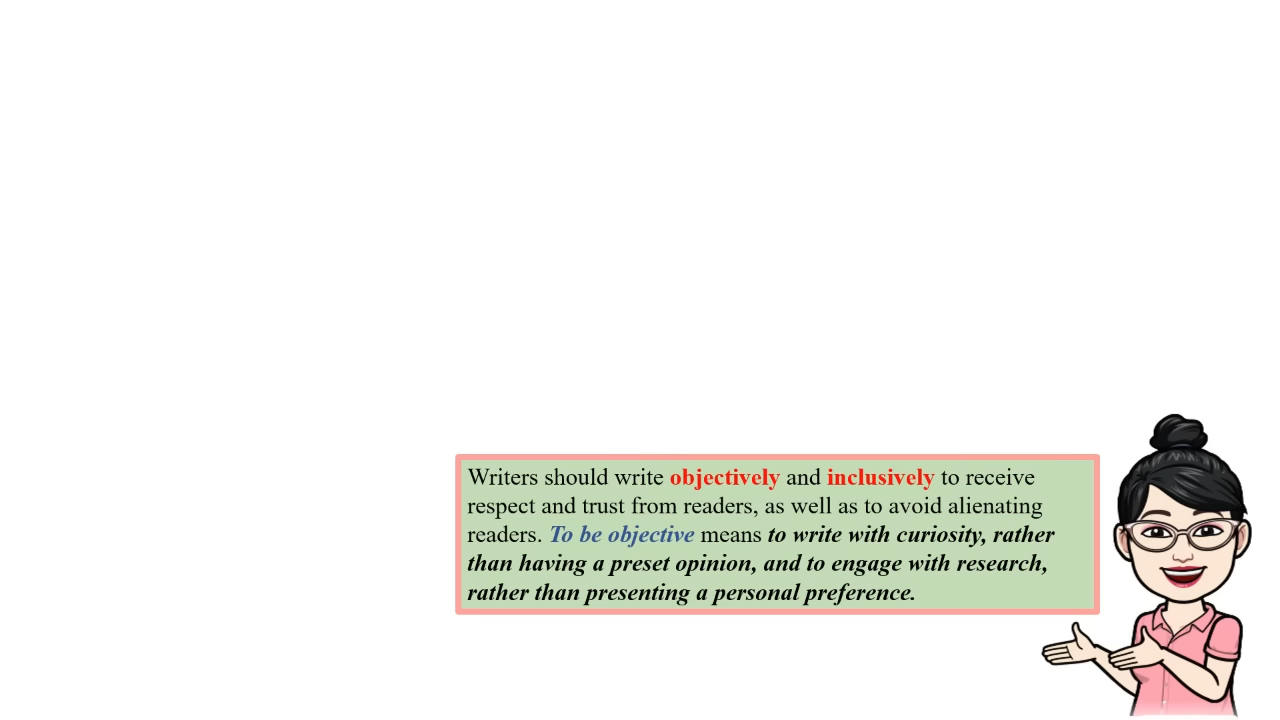 Writers should write objectively and inclusively to receive
respect and trust from readers, as well as to avoid alienating
readers. To be objective means to write with curiosity, rather
than having a preset opinion, and to engage with research,
rather than presenting a personal preference.